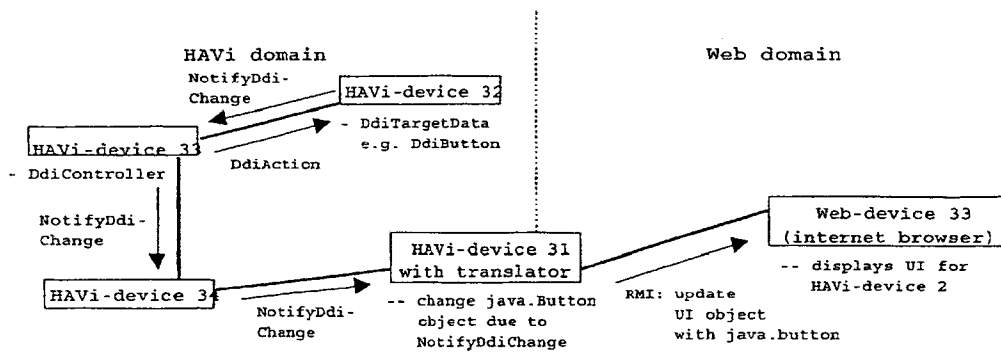 HAVi domain
Web domain
NotifyDdi-
Change
HAVi-device 32
- DdiTargetData
e.g. DdiButton
HAVi-device 33
DdiAction
- DdiController
NotifyDdi-
Change
HAVi-device 34
NotifyDdi-
Change
HAVi-device 31
with translator
-- change java.Button
object due to
NotifyDdiChange
RMI: update
UI object
with java.button
Web-device 33
(internet browser)
-- displays UI for
HAVi-device 2